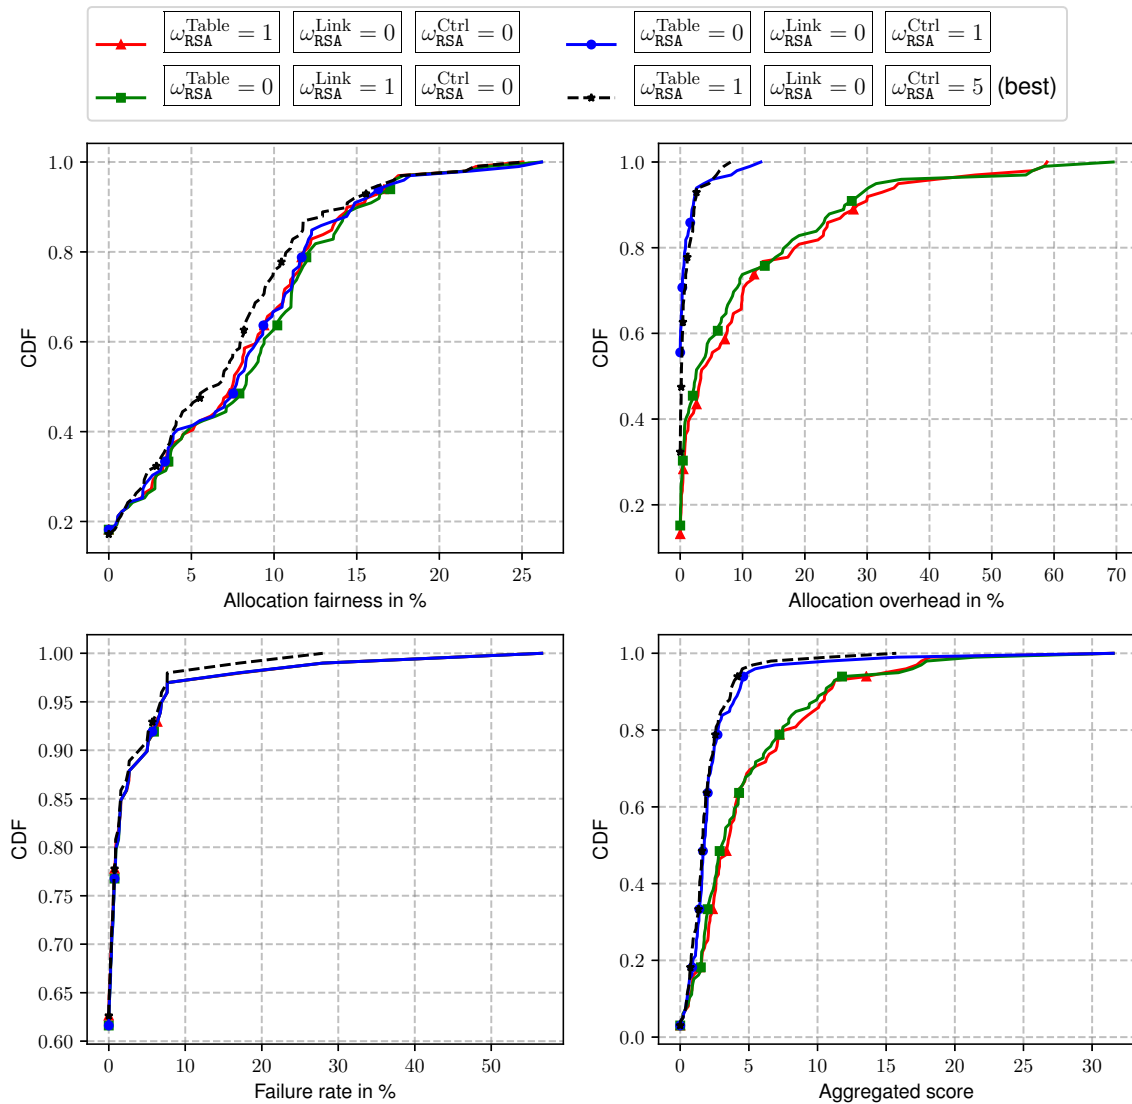 ω_RSA^Table = 1 ω_RSA^Link = 0 ω_RSA^Ctrl = 0 ω_RSA^Table = 0 ω_RSA^Link = 0 ω_RSA^Ctrl = 1
ω_RSA^Table = 0 ω_RSA^Link = 1 ω_RSA^Ctrl = 0 ω_RSA^Table = 1 ω_RSA^Link = 0 ω_RSA^Ctrl = 5 (best)
CDF
1.0
0.8
0.6
0.4
0.2
0 5 10 15 20 25
Allocation fairness in %
CDF
1.0
0.8
0.6
0.4
0.2
0 10 20 30 40 50 60 70
Allocation overhead in %
CDF
1.00
0.95
0.90
0.85
0.80
0.75
0.70
0.65
0.60
0 10 20 30 40 50
Failure rate in %
CDF
1.0
0.8
0.6
0.4
0.2
0.0
0 5 10 15 20 25 30
Aggregated score